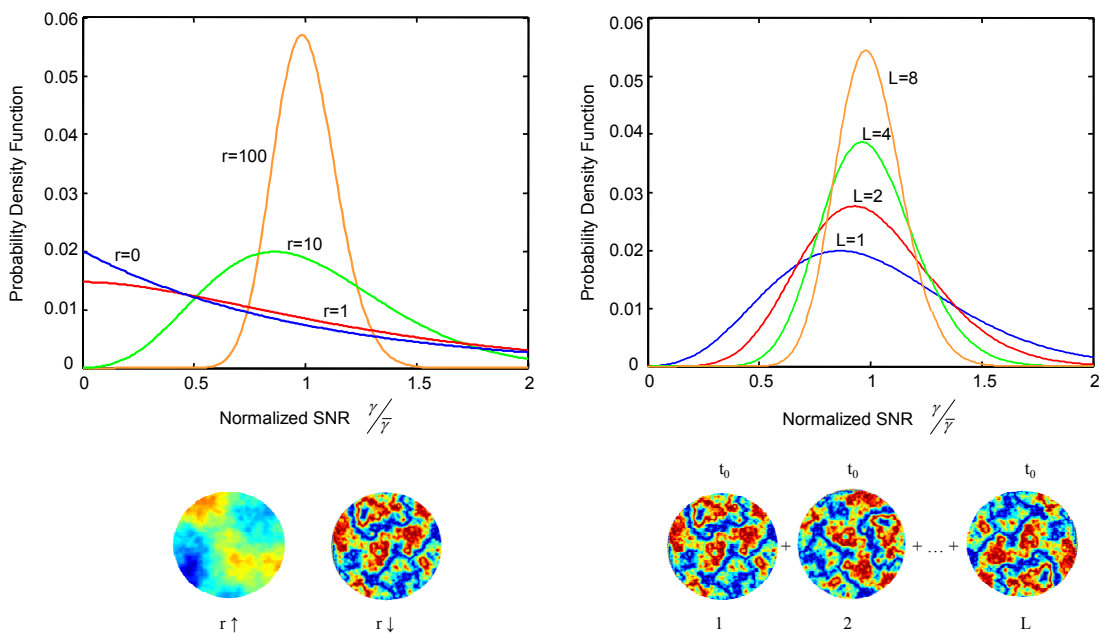 0.06
0.05
0.04
0.03
0.02
0.01
0
Probability Density Function
r=100
r=10
r=0
r=1
0 0.5 1 1.5 2
Normalized SNR γ/γ̅
0.06
0.05
0.04
0.03
0.02
0.01
0
Probability Density Function
L=8
L=4
L=2
L=1
0 0.5 1 1.5 2
Normalized SNR γ/γ̅
r ↑ r ↓
t₀ t₀ t₀
+ + … +
1 2 L